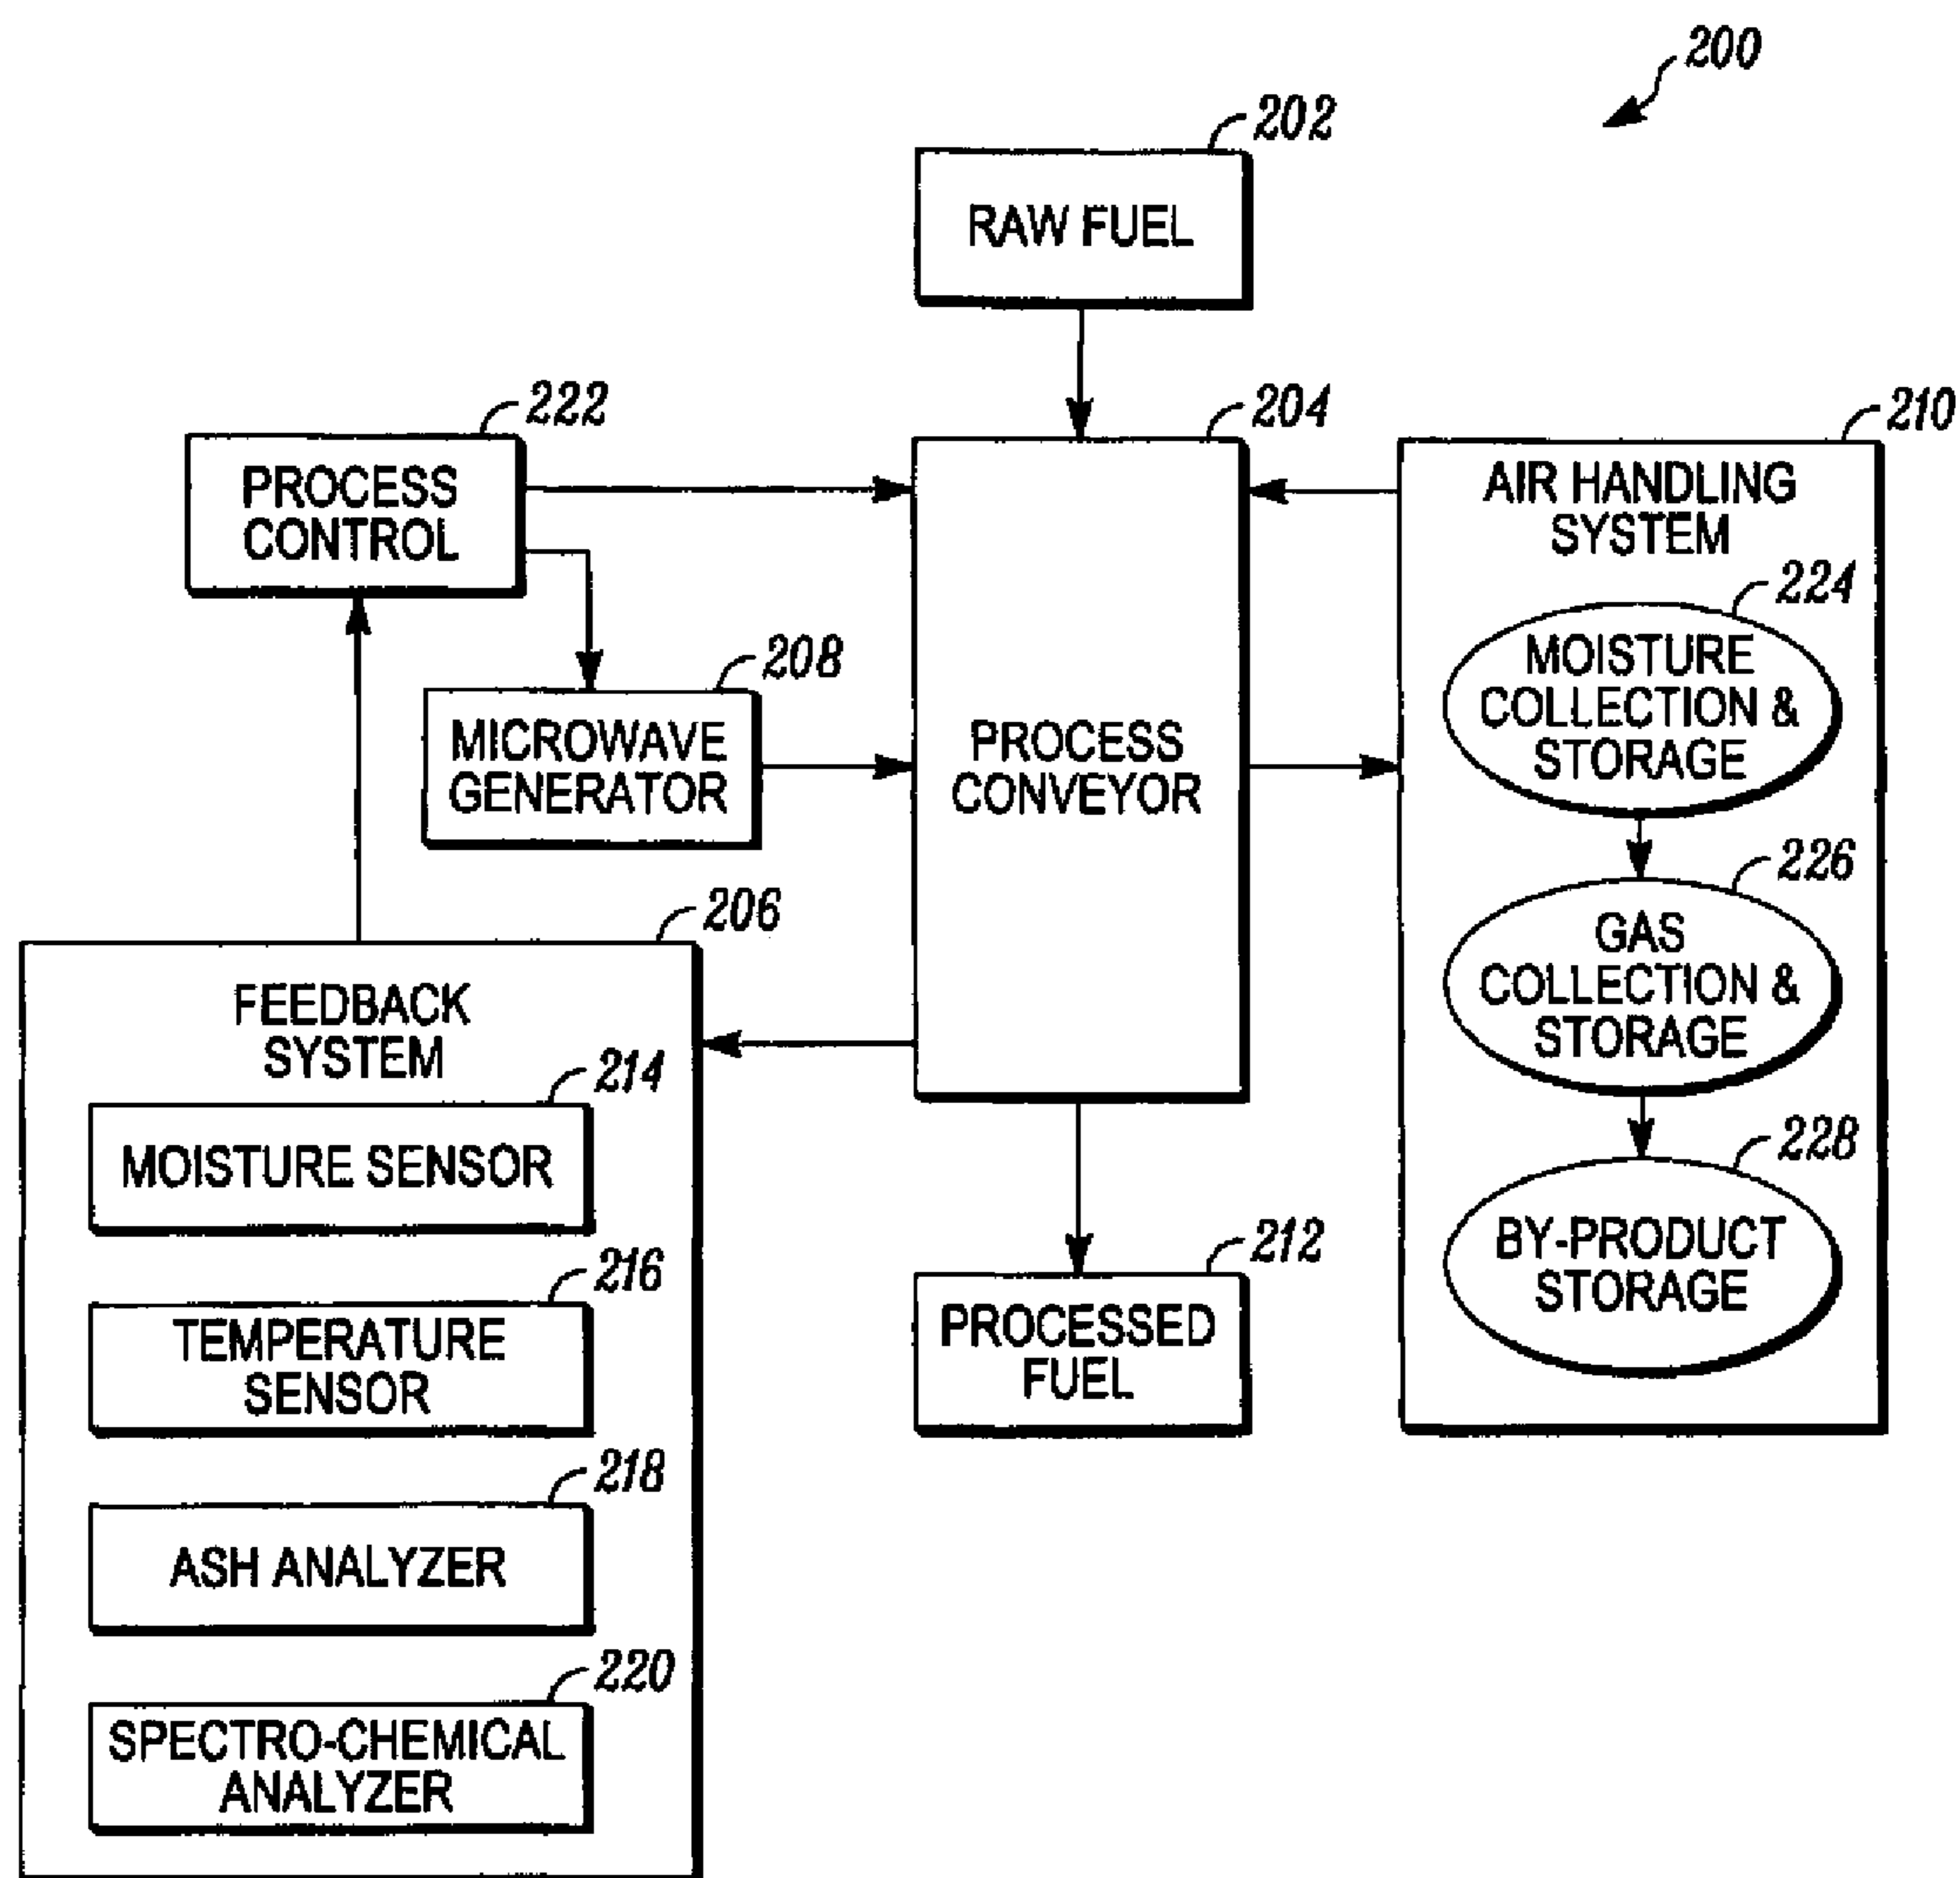 200
202
RAW FUEL
222
PROCESS
CONTROL
204
PROCESS
CONVEYOR
210
AIR HANDLING
SYSTEM
224
MOISTURE
COLLECTION &
STORAGE
208
MICROWAVE
GENERATOR
226
GAS
COLLECTION &
STORAGE
206
FEEDBACK
SYSTEM
214
MOISTURE SENSOR
228
BY-PRODUCT
STORAGE
212
PROCESSED
FUEL
216
TEMPERATURE
SENSOR
218
ASH ANALYZER
220
SPECTRO-CHEMICAL
ANALYZER